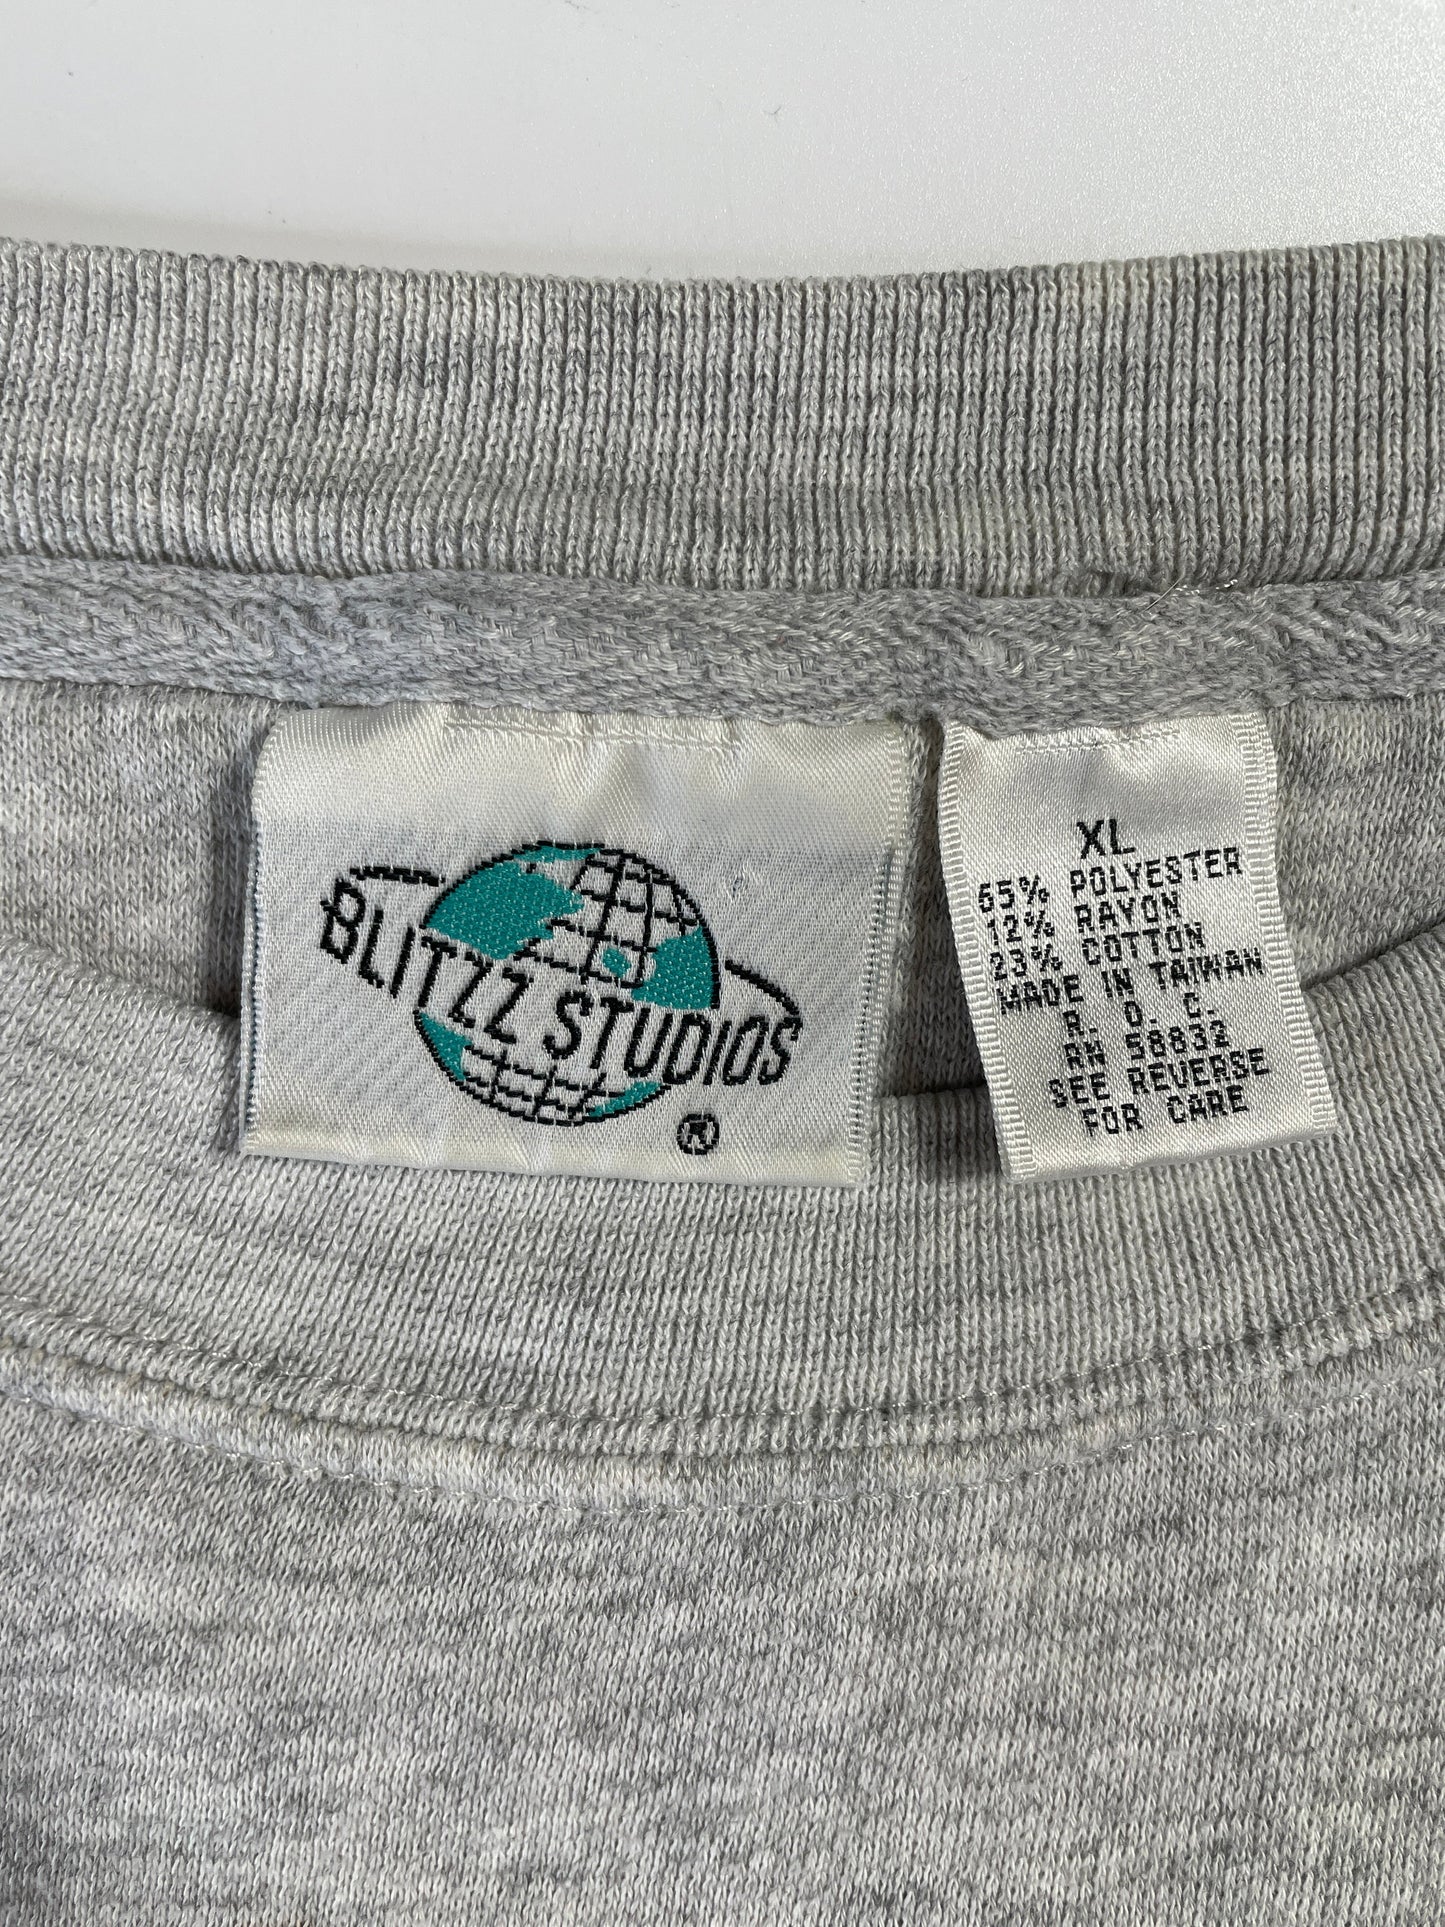 BLITZZ STUDIOS
®
XL
65% POLYESTER
12% RAYON
23% COTTON
MADE IN TAIWAN
R. O. C.
RN 58832
SEE REVERSE
FOR CARE